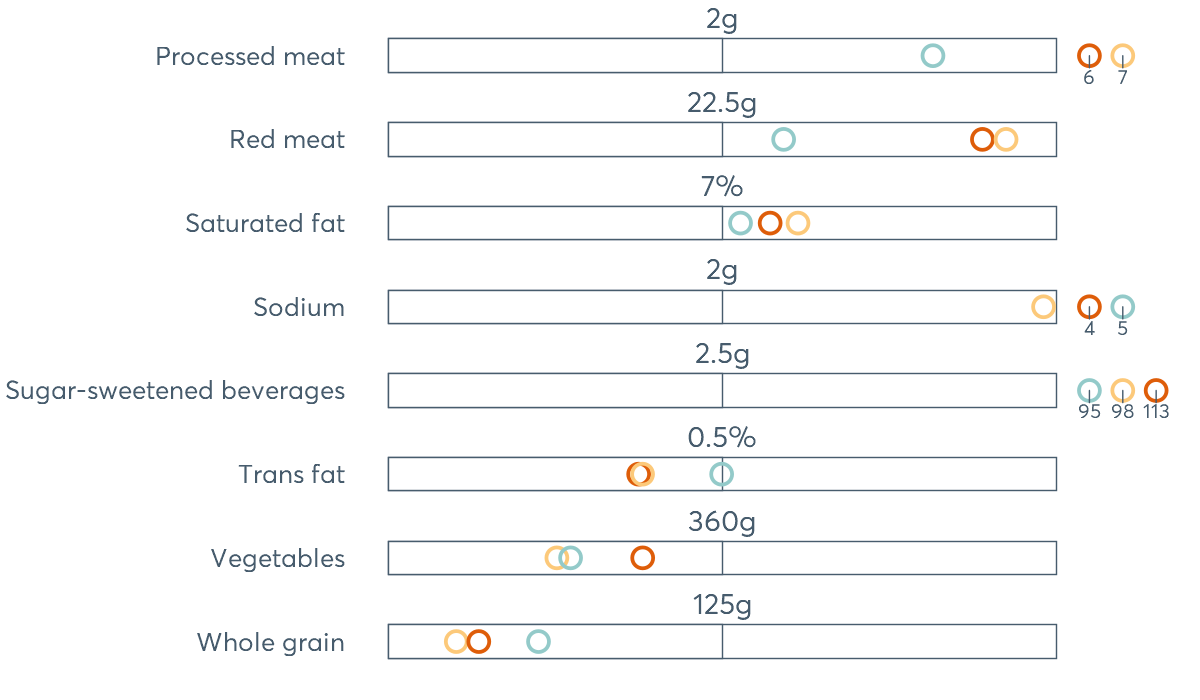 2g
Processed meat
6 7
22.5g
Red meat
7%
Saturated fat
2g
Sodium
4 5
2.5g
Sugar-sweetened beverages
95 98 113
0.5%
Trans fat
360g
Vegetables
125g
Whole grain